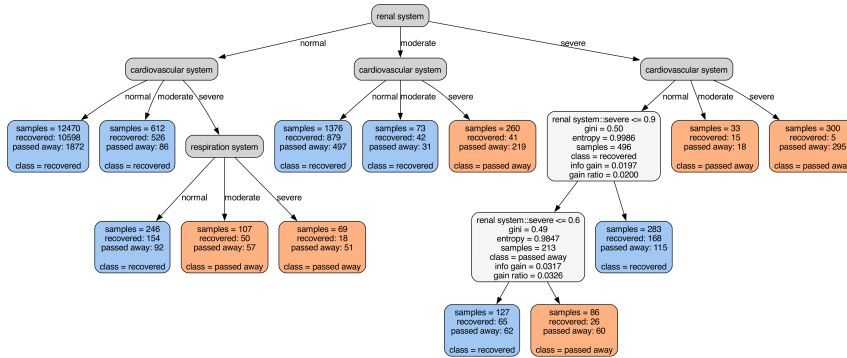 renal system
normal
moderate
severe
cardiovascular system
cardiovascular system
cardiovascular system
normal
moderate
severe
normal
moderate
severe
normal
moderate
severe
samples = 12470
recovered: 10598
passed away: 1872
class = recovered
samples = 612
recovered: 526
passed away: 86
class = recovered
respiration system
samples = 1376
recovered: 879
passed away: 497
class = recovered
samples = 73
recovered: 42
passed away: 31
class = recovered
samples = 260
recovered: 41
passed away: 219
class = passed away
renal system::severe <= 0.9
gini = 0.50
entropy = 0.9986
samples = 496
class = recovered
info gain = 0.0197
gain ratio = 0.0200
samples = 33
recovered: 15
passed away: 18
class = passed away
samples = 300
recovered: 5
passed away: 295
class = passed away
normal
moderate
severe
samples = 246
recovered: 154
passed away: 92
class = recovered
samples = 107
recovered: 50
passed away: 57
class = passed away
samples = 69
recovered: 18
passed away: 51
class = passed away
renal system::severe <= 0.6
gini = 0.49
entropy = 0.9847
samples = 213
class = passed away
info gain = 0.0317
gain ratio = 0.0326
samples = 283
recovered: 168
passed away: 115
class = recovered
samples = 127
recovered: 65
passed away: 62
class = recovered
samples = 86
recovered: 26
passed away: 60
class = passed away